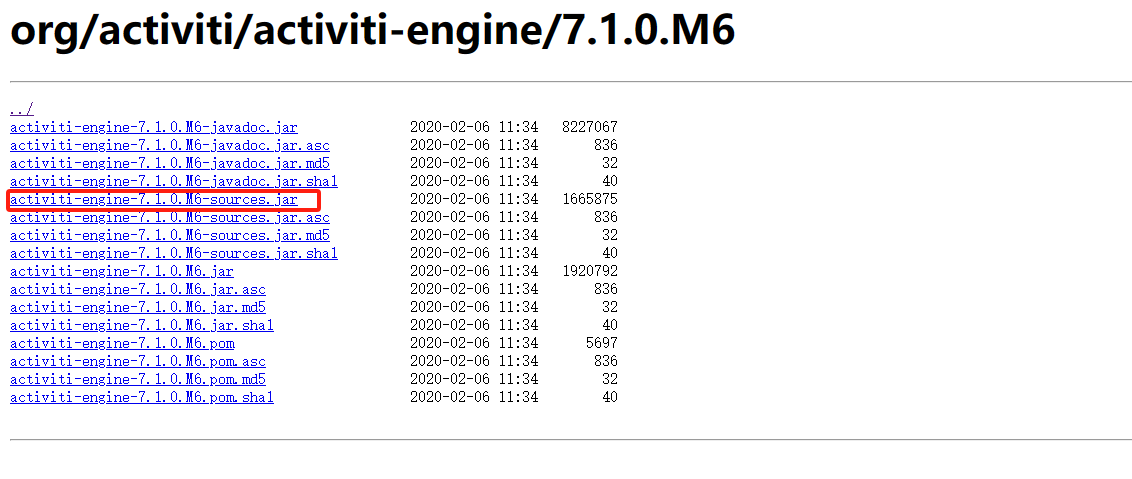 org/activiti/activiti-engine/7.1.0.M6
../
activiti-engine-7.1.0.M6-javadoc.jar 2020-02-06 11:34 8227067
activiti-engine-7.1.0.M6-javadoc.jar.asc 2020-02-06 11:34 836
activiti-engine-7.1.0.M6-javadoc.jar.md5 2020-02-06 11:34 32
activiti-engine-7.1.0.M6-javadoc.jar.sha1 2020-02-06 11:34 40
activiti-engine-7.1.0.M6-sources.jar 2020-02-06 11:34 1665875
activiti-engine-7.1.0.M6-sources.jar.asc 2020-02-06 11:34 836
activiti-engine-7.1.0.M6-sources.jar.md5 2020-02-06 11:34 32
activiti-engine-7.1.0.M6-sources.jar.sha1 2020-02-06 11:34 40
activiti-engine-7.1.0.M6.jar 2020-02-06 11:34 1920792
activiti-engine-7.1.0.M6.jar.asc 2020-02-06 11:34 836
activiti-engine-7.1.0.M6.jar.md5 2020-02-06 11:34 32
activiti-engine-7.1.0.M6.jar.sha1 2020-02-06 11:34 40
activiti-engine-7.1.0.M6.pom 2020-02-06 11:34 5697
activiti-engine-7.1.0.M6.pom.asc 2020-02-06 11:34 836
activiti-engine-7.1.0.M6.pom.md5 2020-02-06 11:34 32
activiti-engine-7.1.0.M6.pom.sha1 2020-02-06 11:34 40